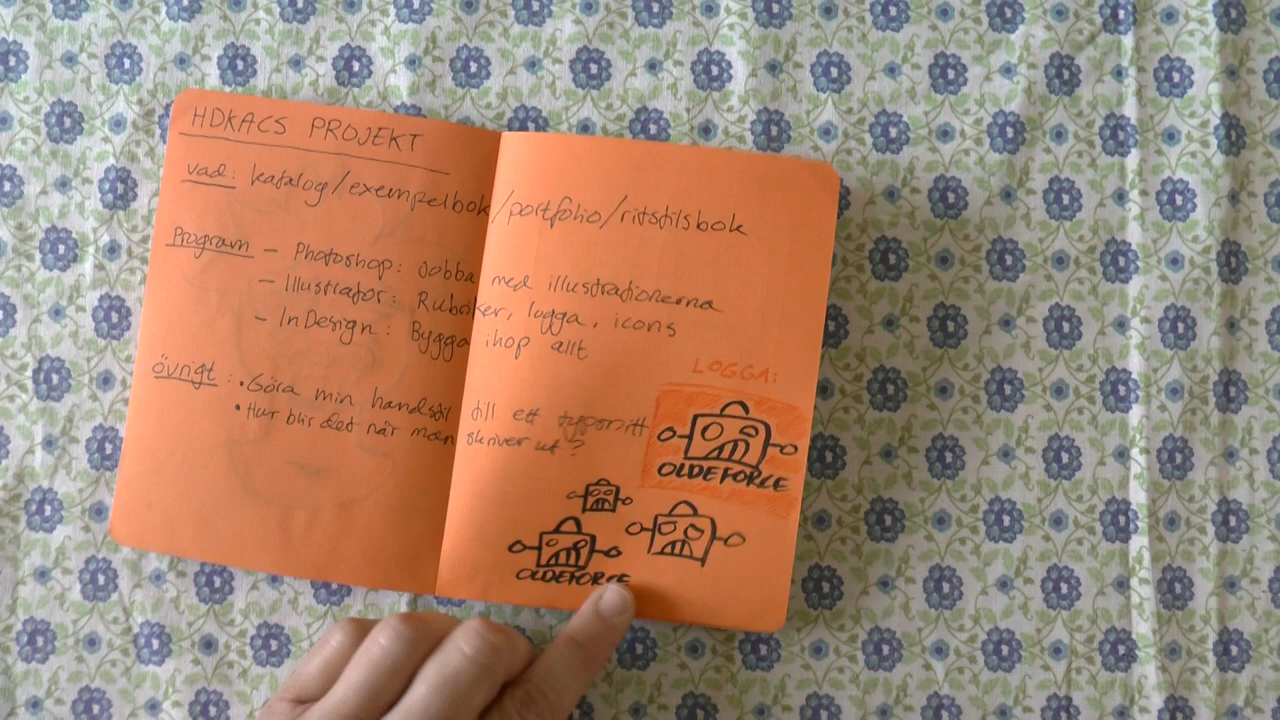 HDKACS PROJEKT
vad: katalog/exempelbok/portfolio/ritstilsbok
Program - Photoshop: Jobba med illustrationerna
- Illustrator: Rubriker, logga, icons
- InDesign: Bygga ihop allt
övrigt: • Göra min handstil till ett typsnitt
• Hur blir det när man skriver ut?
LOGGA:
OLDEFORCE
OLDEFORCE